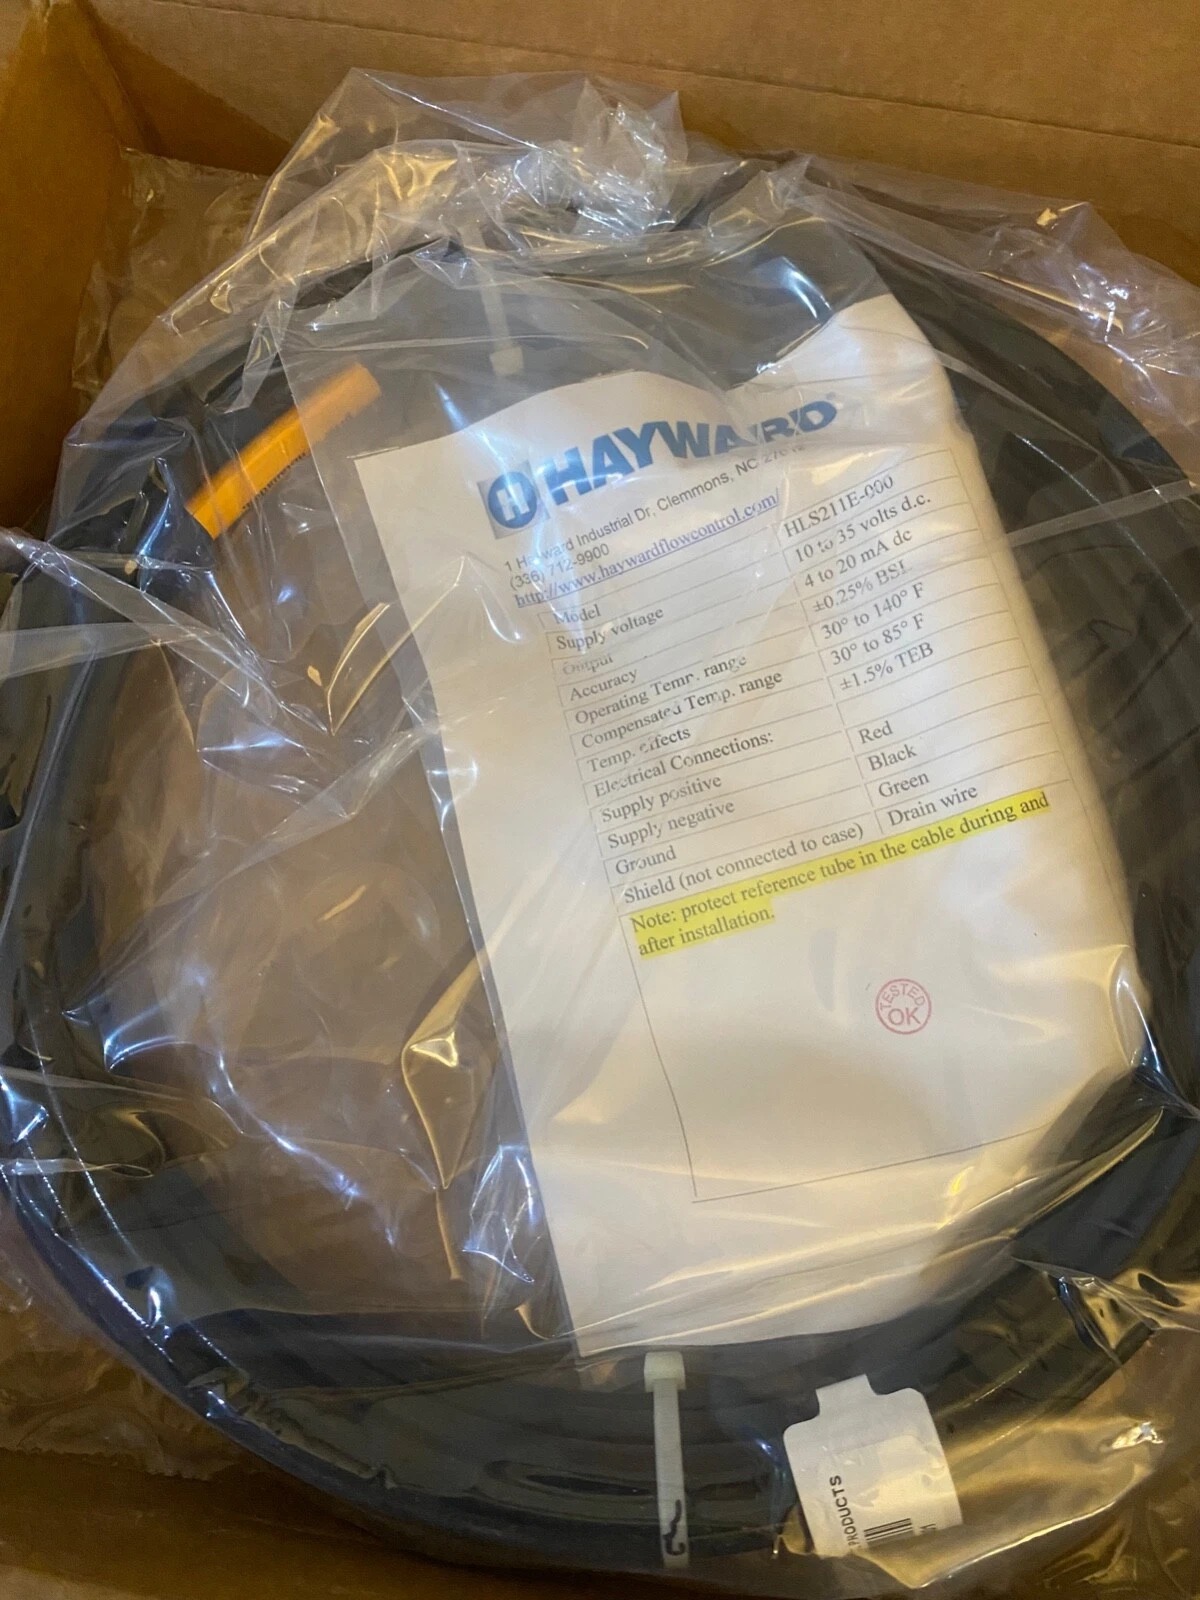 HAYWARD
1 Hayward Industrial Dr, Clemmons, NC
(336) 712-9900
http://www.haywardflowcontrol.com/
Model HLS211E-000
Supply voltage 10 to 35 volts d.c.
Output 4 to 20 mA dc
Accuracy ±0.25% BSL
Operating Temp. range 30° to 140° F
Compensated Temp. range 30° to 85° F
Temp. effects ±1.5% TEB
Electrical Connections:
Supply positive Red
Supply negative Black
Ground Green
Shield (not connected to case) Drain wire
Note: protect reference tube in the cable during and
after installation.
TESTED
OK
PRODUCTS